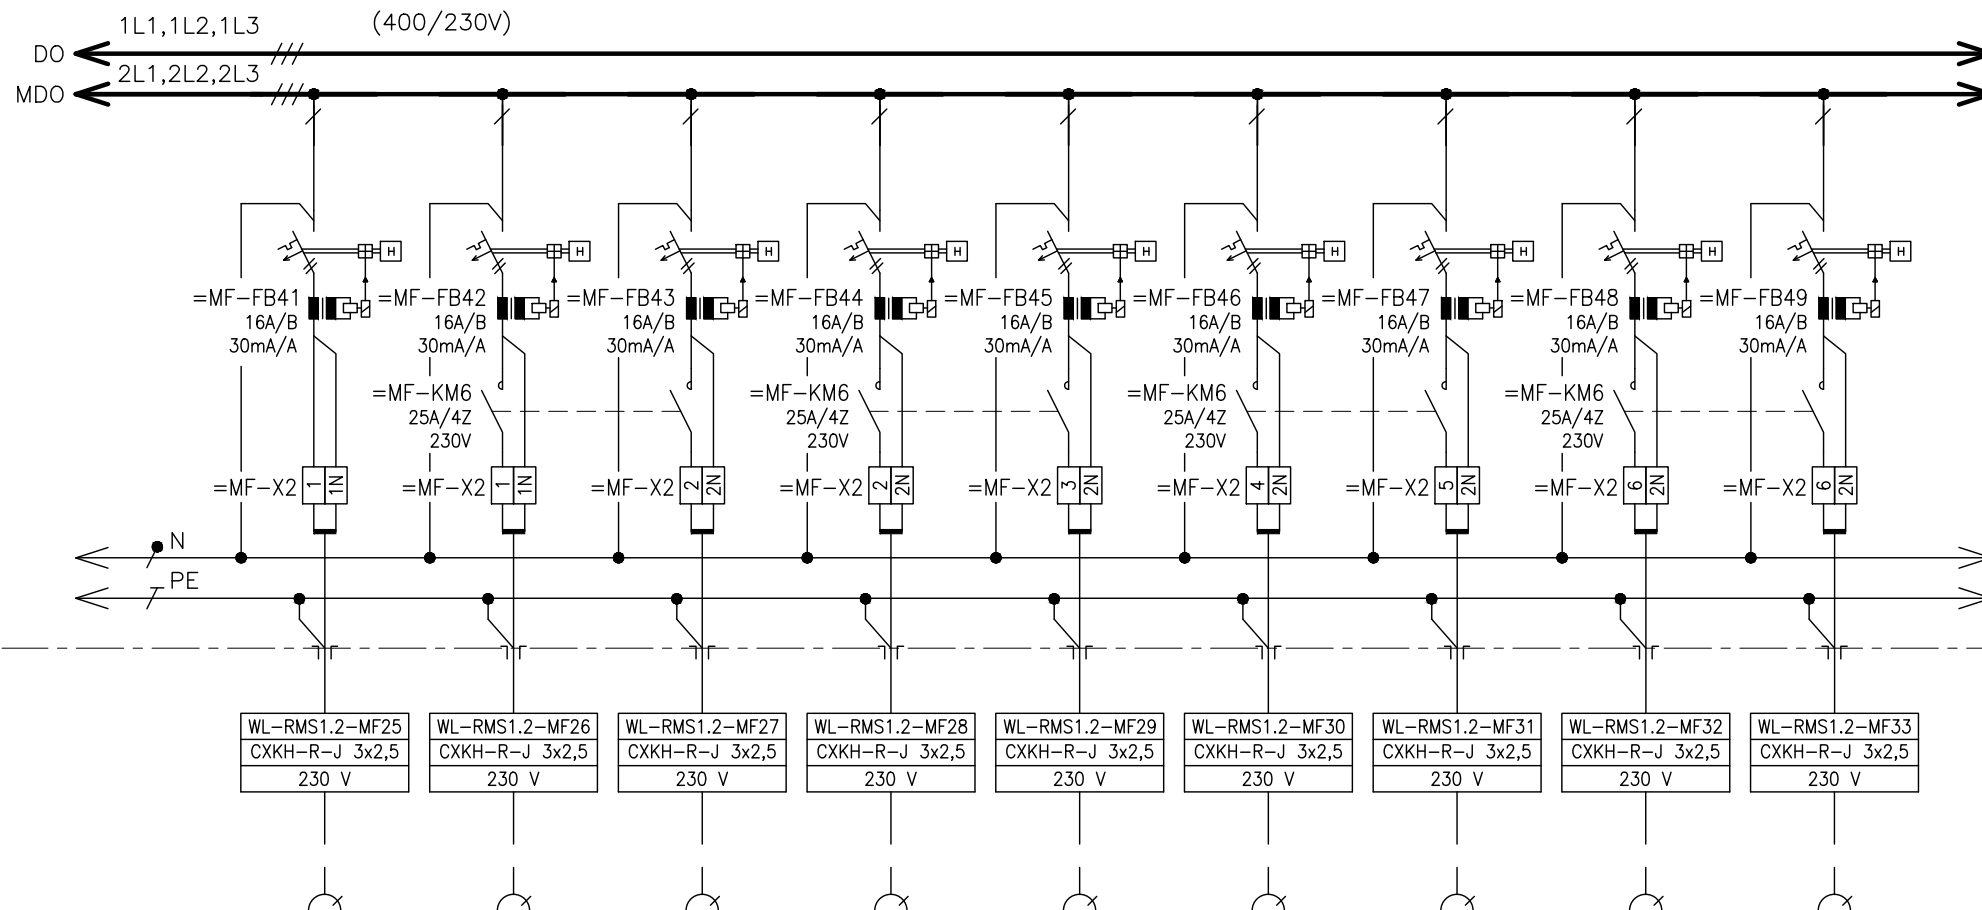 1L1,1L2,1L3 (400/230V)
DO
2L1,2L2,2L3
MDO
H H H H H H H H H
=MF-FB41 =MF-FB42 =MF-FB43 =MF-FB44 =MF-FB45 =MF-FB46 =MF-FB47 =MF-FB48 =MF-FB49
16A/B 16A/B 16A/B 16A/B 16A/B 16A/B 16A/B 16A/B 16A/B
30mA/A 30mA/A 30mA/A 30mA/A 30mA/A 30mA/A 30mA/A 30mA/A 30mA/A
=MF-KM6 =MF-KM6 =MF-KM6 =MF-KM6
25A/4Z 25A/4Z 25A/4Z 25A/4Z
230V 230V 230V 230V
=MF-X2 1 1N =MF-X2 1 1N =MF-X2 2 2N =MF-X2 2 2N =MF-X2 3 2N =MF-X2 4 2N =MF-X2 5 2N =MF-X2 6 2N =MF-X2 6 2N
N
PE
WL-RMS1.2-MF25 WL-RMS1.2-MF26 WL-RMS1.2-MF27 WL-RMS1.2-MF28 WL-RMS1.2-MF29 WL-RMS1.2-MF30 WL-RMS1.2-MF31 WL-RMS1.2-MF32 WL-RMS1.2-MF33
CXKH-R-J 3x2,5 CXKH-R-J 3x2,5 CXKH-R-J 3x2,5 CXKH-R-J 3x2,5 CXKH-R-J 3x2,5 CXKH-R-J 3x2,5 CXKH-R-J 3x2,5 CXKH-R-J 3x2,5 CXKH-R-J 3x2,5
230 V 230 V 230 V 230 V 230 V 230 V 230 V 230 V 230 V